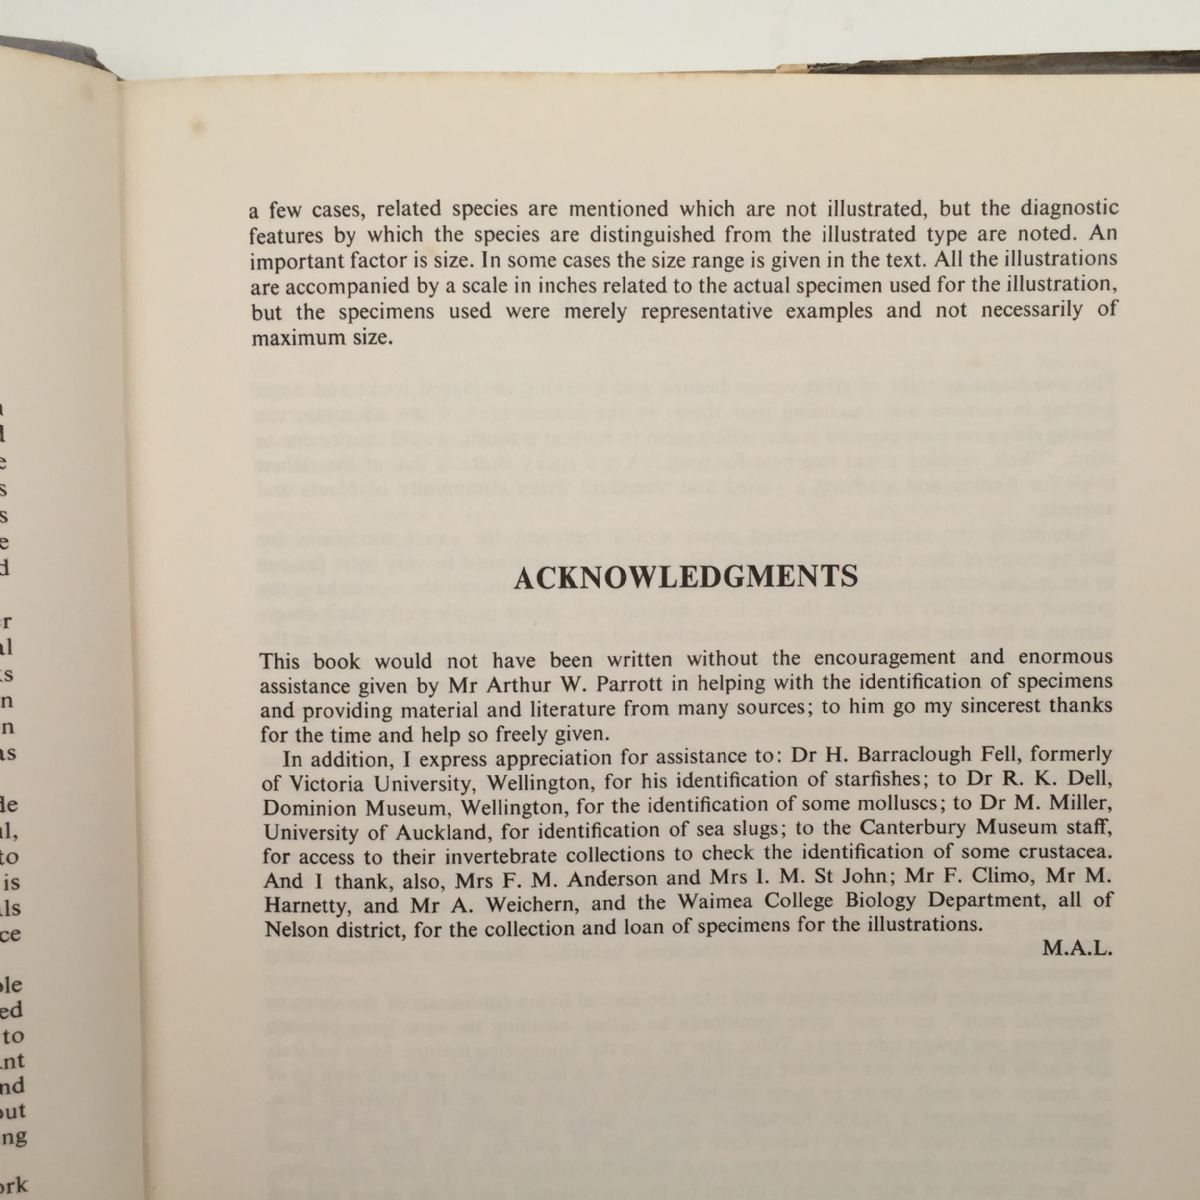 a few cases, related species are mentioned which are not illustrated, but the diagnostic
features by which the species are distinguished from the illustrated type are noted. An
important factor is size. In some cases the size range is given in the text. All the illustrations
are accompanied by a scale in inches related to the actual specimen used for the illustration,
but the specimens used were merely representative examples and not necessarily of
maximum size.
ACKNOWLEDGMENTS
This book would not have been written without the encouragement and enormous
assistance given by Mr Arthur W. Parrott in helping with the identification of specimens
and providing material and literature from many sources; to him go my sincerest thanks
for the time and help so freely given.
In addition, I express appreciation for assistance to: Dr H. Barraclough Fell, formerly
of Victoria University, Wellington, for his identification of starfishes; to Dr R. K. Dell,
Dominion Museum, Wellington, for the identification of some molluscs; to Dr M. Miller,
University of Auckland, for identification of sea slugs; to the Canterbury Museum staff,
for access to their invertebrate collections to check the identification of some crustacea.
And I thank, also, Mrs F. M. Anderson and Mrs I. M. St John; Mr F. Climo, Mr M.
Harnetty, and Mr A. Weichern, and the Waimea College Biology Department, all of
Nelson district, for the collection and loan of specimens for the illustrations.
M.A.L.